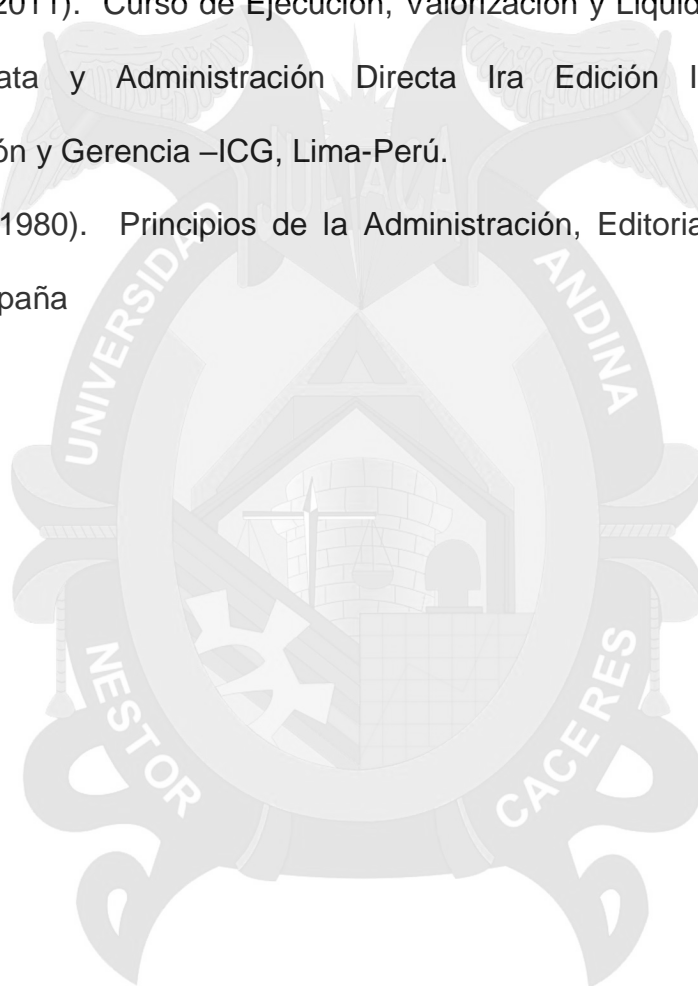 2011). Curso de Ejecución, Valorización y Liquid
ata y Administración Directa Ira Edición I
ón y Gerencia –ICG, Lima-Perú.
1980). Principios de la Administración, Editoria
paña
JULIACA
UNIVERSIDAD ANDINA
NESTOR CACERES